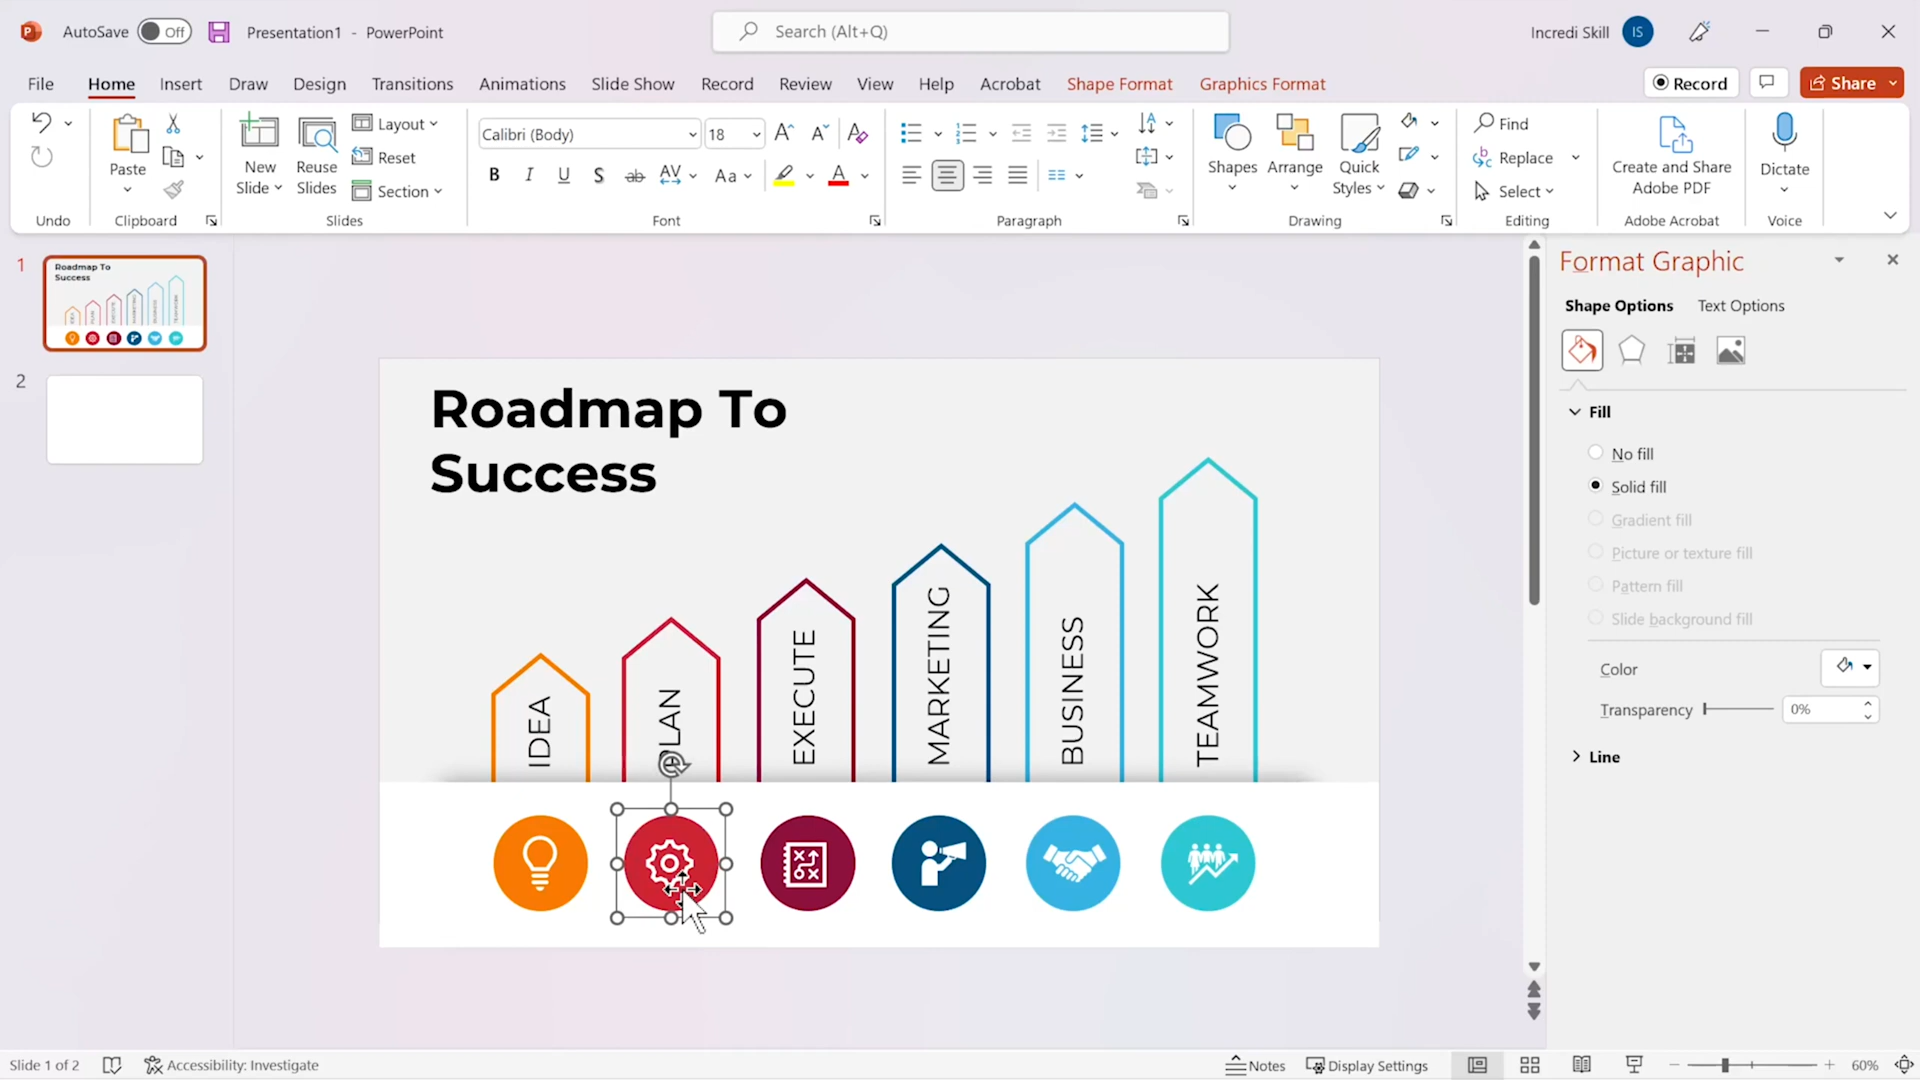 AutoSave Off Presentation1 - PowerPoint Search (Alt+Q) Incredi Skill IS
File Home Insert Draw Design Transitions Animations Slide Show Record Review View Help Acrobat Shape Format Graphics Format Record Share
Paste
New Slide
Reuse Slides
Layout
Reset
Section
Calibri (Body) 18
B I U S ab AV Aa A
Shapes
Arrange
Quick Styles
Find
Replace
Select
Create and Share Adobe PDF
Dictate
Undo Clipboard Slides Font Paragraph Drawing Editing Adobe Acrobat Voice
1
Roadmap To
Success
IDEA
PLAN
EXECUTE
MARKETING
BUSINESS
TEAMWORK
2
Roadmap To
Success
IDEA
PLAN
EXECUTE
MARKETING
BUSINESS
TEAMWORK
Format Graphic
Shape Options Text Options
Fill
No fill
Solid fill
Gradient fill
Picture or texture fill
Pattern fill
Slide background fill
Color
Transparency 0%
Line
Slide 1 of 2 Accessibility: Investigate Notes Display Settings 60%